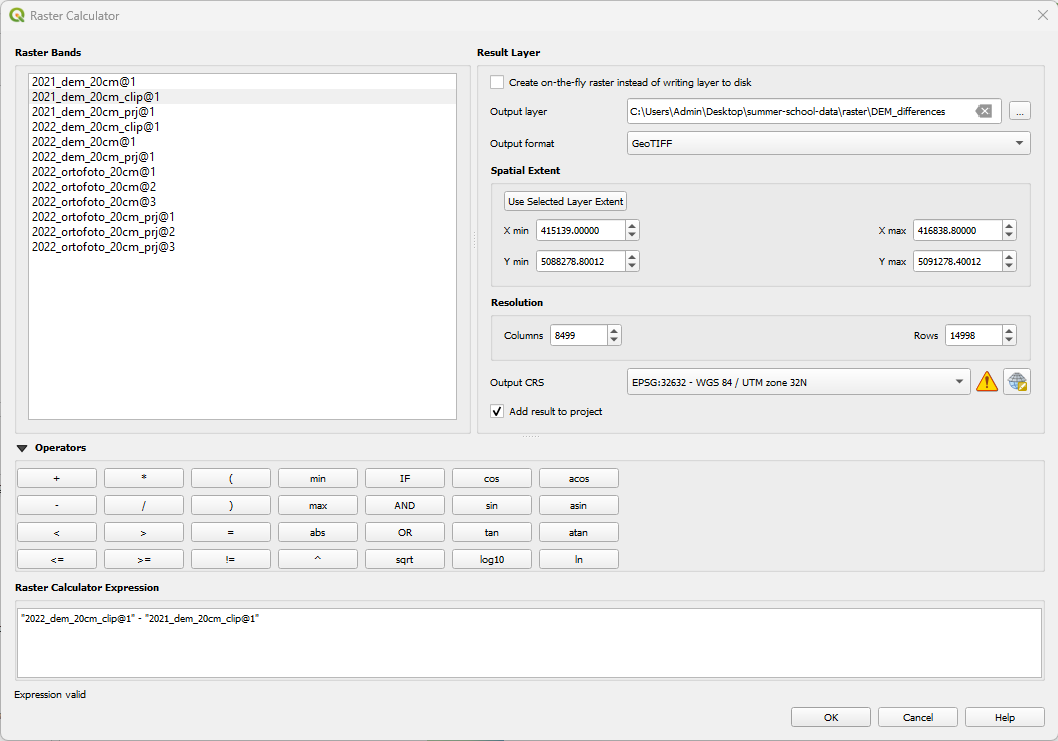 Raster Calculator
Raster Bands
2021_dem_20cm@1
2021_dem_20cm_clip@1
2021_dem_20cm_prj@1
2022_dem_20cm_clip@1
2022_dem_20cm@1
2022_dem_20cm_prj@1
2022_ortofoto_20cm@1
2022_ortofoto_20cm@2
2022_ortofoto_20cm@3
2022_ortofoto_20cm_prj@1
2022_ortofoto_20cm_prj@2
2022_ortofoto_20cm_prj@3
Result Layer
Create on-the-fly raster instead of writing layer to disk
Output layer C:\Users\Admin\Desktop\summer-school-data\raster\DEM_differences ...
Output format GeoTIFF
Spatial Extent
Use Selected Layer Extent
X min 415139.00000 X max 416838.80000
Y min 5088278.80012 Y max 5091278.40012
Resolution
Columns 8499 Rows 14998
Output CRS EPSG:32632 - WGS 84 / UTM zone 32N
Add result to project
Operators
+ * ( min IF cos acos
- / ) max AND sin asin
< > = abs OR tan atan
<= >= != ^ sqrt log10 ln
Raster Calculator Expression
"2022_dem_20cm_clip@1" - "2021_dem_20cm_clip@1"
Expression valid
OK Cancel Help